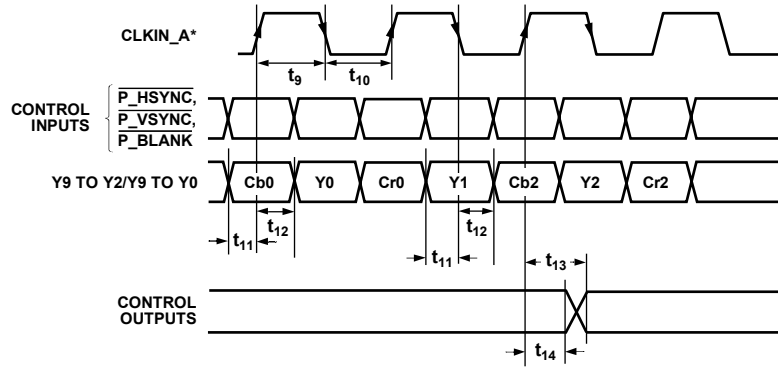 CLKIN_A*
t9
t10
CONTROL INPUTS
P_HSYNC,
P_VSYNC,
P_BLANK
Y9 TO Y2/Y9 TO Y0
Cb0
Y0
Cr0
Y1
Cb2
Y2
Cr2
t12
t12
t11
t11
t13
CONTROL OUTPUTS
t14